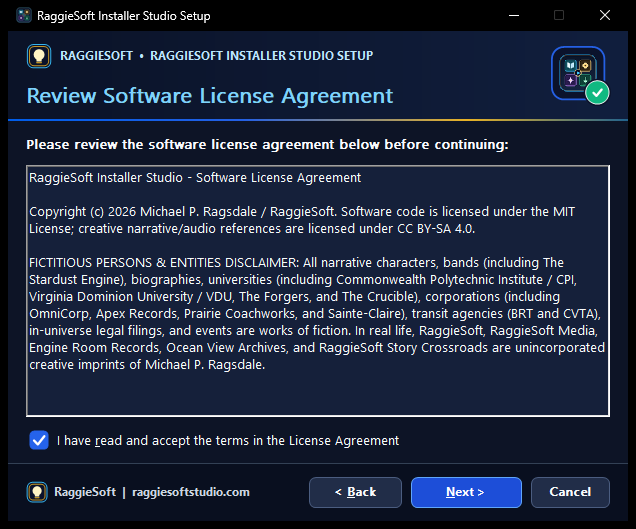 RaggieSoft Installer Studio Setup
RAGGIESOFT • RAGGIESOFT INSTALLER STUDIO SETUP
Review Software License Agreement
Please review the software license agreement below before continuing:
RaggieSoft Installer Studio - Software License Agreement
Copyright (c) 2026 Michael P. Ragsdale / RaggieSoft. Software code is licensed under the MIT
License; creative narrative/audio references are licensed under CC BY-SA 4.0.
FICTITIOUS PERSONS & ENTITIES DISCLAIMER: All narrative characters, bands (including The
Stardust Engine), biographies, universities (including Commonwealth Polytechnic Institute / CPI,
Virginia Dominion University / VDU, The Forgers, and The Crucible), corporations (including
OmniCorp, Apex Records, Prairie Coachworks, and Sainte-Claire), transit agencies (BRT and CVTA),
in-universe legal filings, and events are works of fiction. In real life, RaggieSoft, RaggieSoft Media,
Engine Room Records, Ocean View Archives, and RaggieSoft Story Crossroads are unincorporated
creative imprints of Michael P. Ragsdale.
I have read and accept the terms in the License Agreement
RaggieSoft | raggiesoftstudio.com
< Back
Next >
Cancel